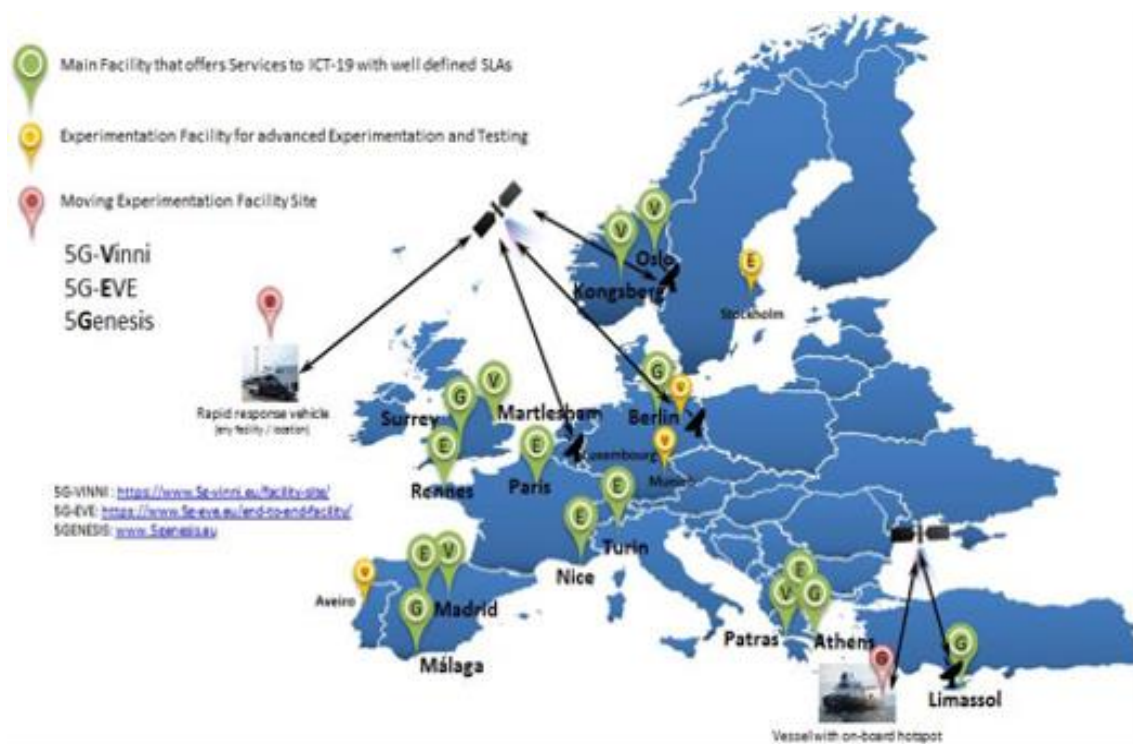 Main Facility that offers Services to ICT-19 with well defined SLAs
Experimentation Facility for advanced Experimentation and Testing
Moving Experimentation Facility Site
5G-Vinni
5G-EVE
5Genesis
V
V
Oslo
Kongsberg
E
Stockholm
Rapid response vehicle
(any facility / location)
G
V
Surrey
Martlesham
E
Rennes
E
Paris
G
Berlin
Luxembourg
Munich
5G-VINNI : https://www.5g-vinni.eu/facility-site/
5G-EVE: https://www.5g-eve.eu/end-to-end-facility/
5GENESIS: www.5genesis.eu
E
Turin
E
Nice
Aveiro
E
V
Madrid
G
Málaga
E
V
G
Patras
Athens
G
G
Limassol
Vessel with on-board hotspot